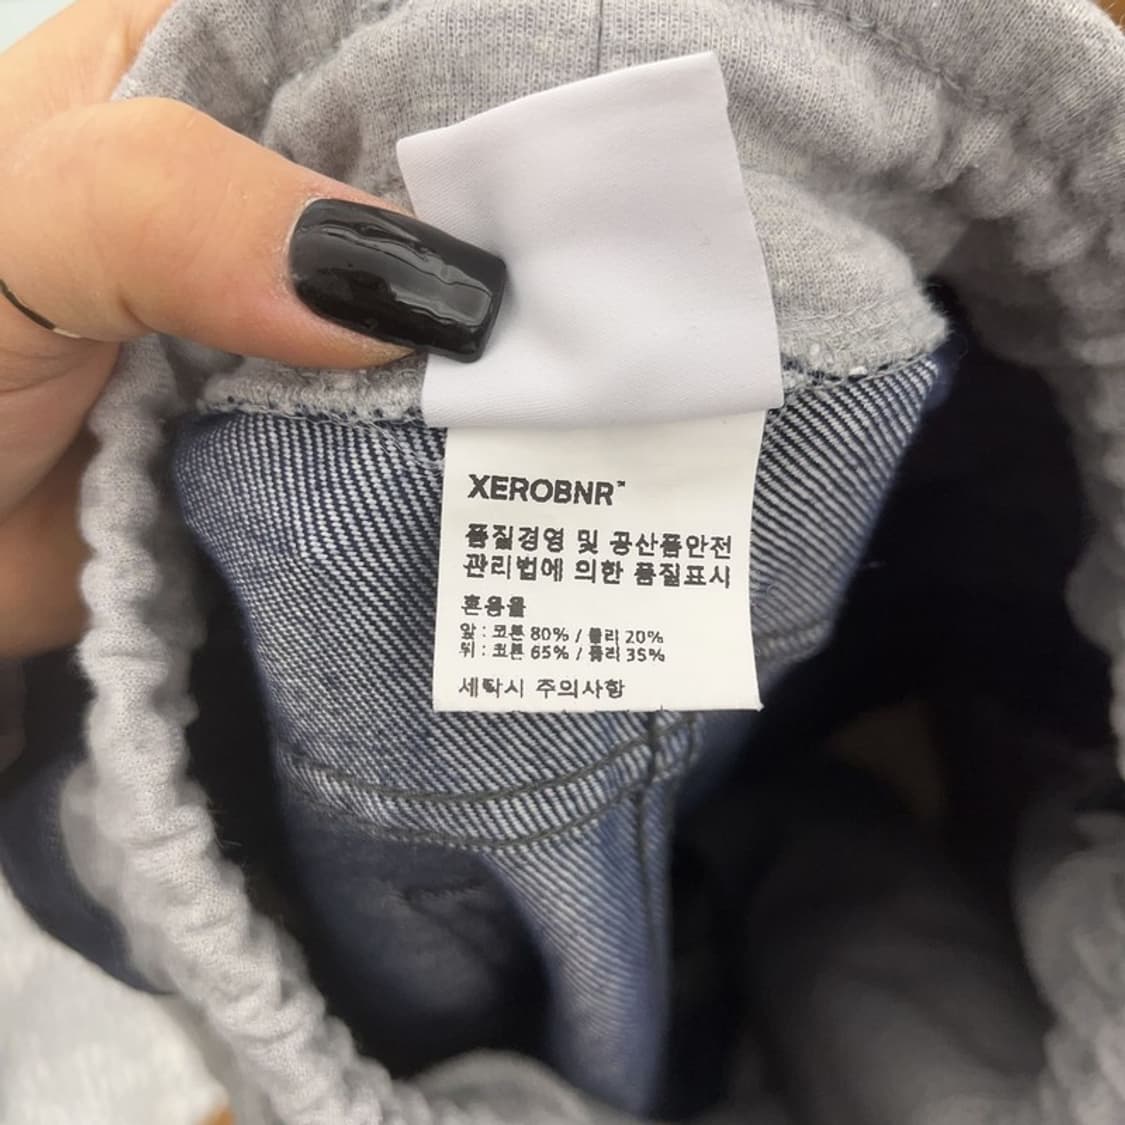 XEROBNR™
품질경영 및 공산품안전
관리법에 의한 품질표시
혼용율
앞 : 코튼 80% / 폴리 20%
뒤 : 코튼 65% / 폴리 35%
세탁시 주의사항